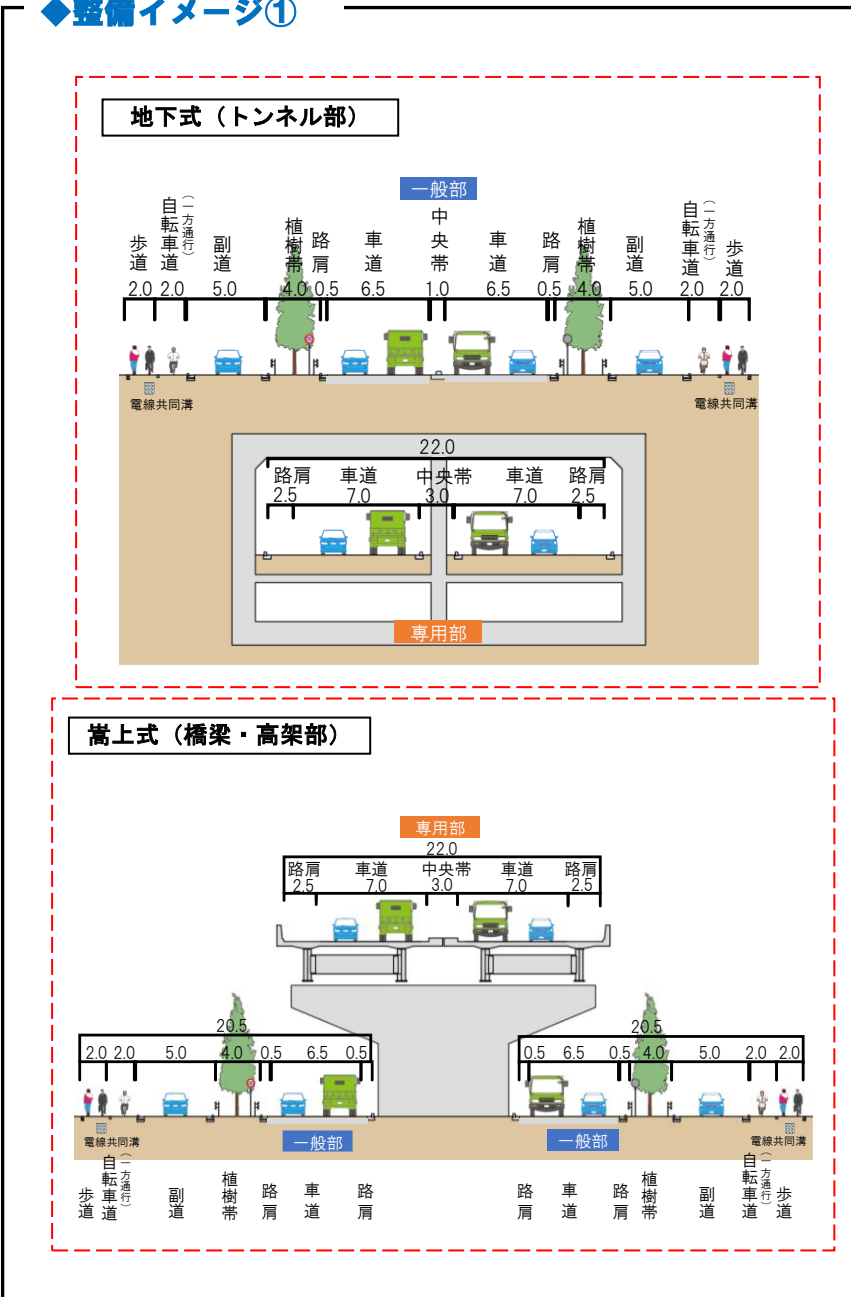 ◆整備イメージ①
地下式（トンネル部）
一般部
歩道 自転車道（一方通行） 副道 植樹帯 路肩 車道 中央帯 車道 路肩 植樹帯 副道 自転車道（一方通行） 歩道
2.0 2.0 5.0 4.0 0.5 6.5 1.0 6.5 0.5 4.0 5.0 2.0 2.0
電線共同溝 電線共同溝
22.0
路肩 車道 中央帯 車道 路肩
2.5 7.0 3.0 7.0 2.5
専用部
嵩上式（橋梁・高架部）
専用部
22.0
路肩 車道 中央帯 車道 路肩
2.5 7.0 3.0 7.0 2.5
20.5 20.5
2.0 2.0 5.0 4.0 0.5 6.5 0.5 0.5 6.5 0.5 4.0 5.0 2.0 2.0
電線共同溝 一般部 一般部 電線共同溝
歩道 自転車道（一方通行） 副道 植樹帯 路肩 車道 路肩 路肩 車道 路肩 植樹帯 副道 自転車道（一方通行） 歩道